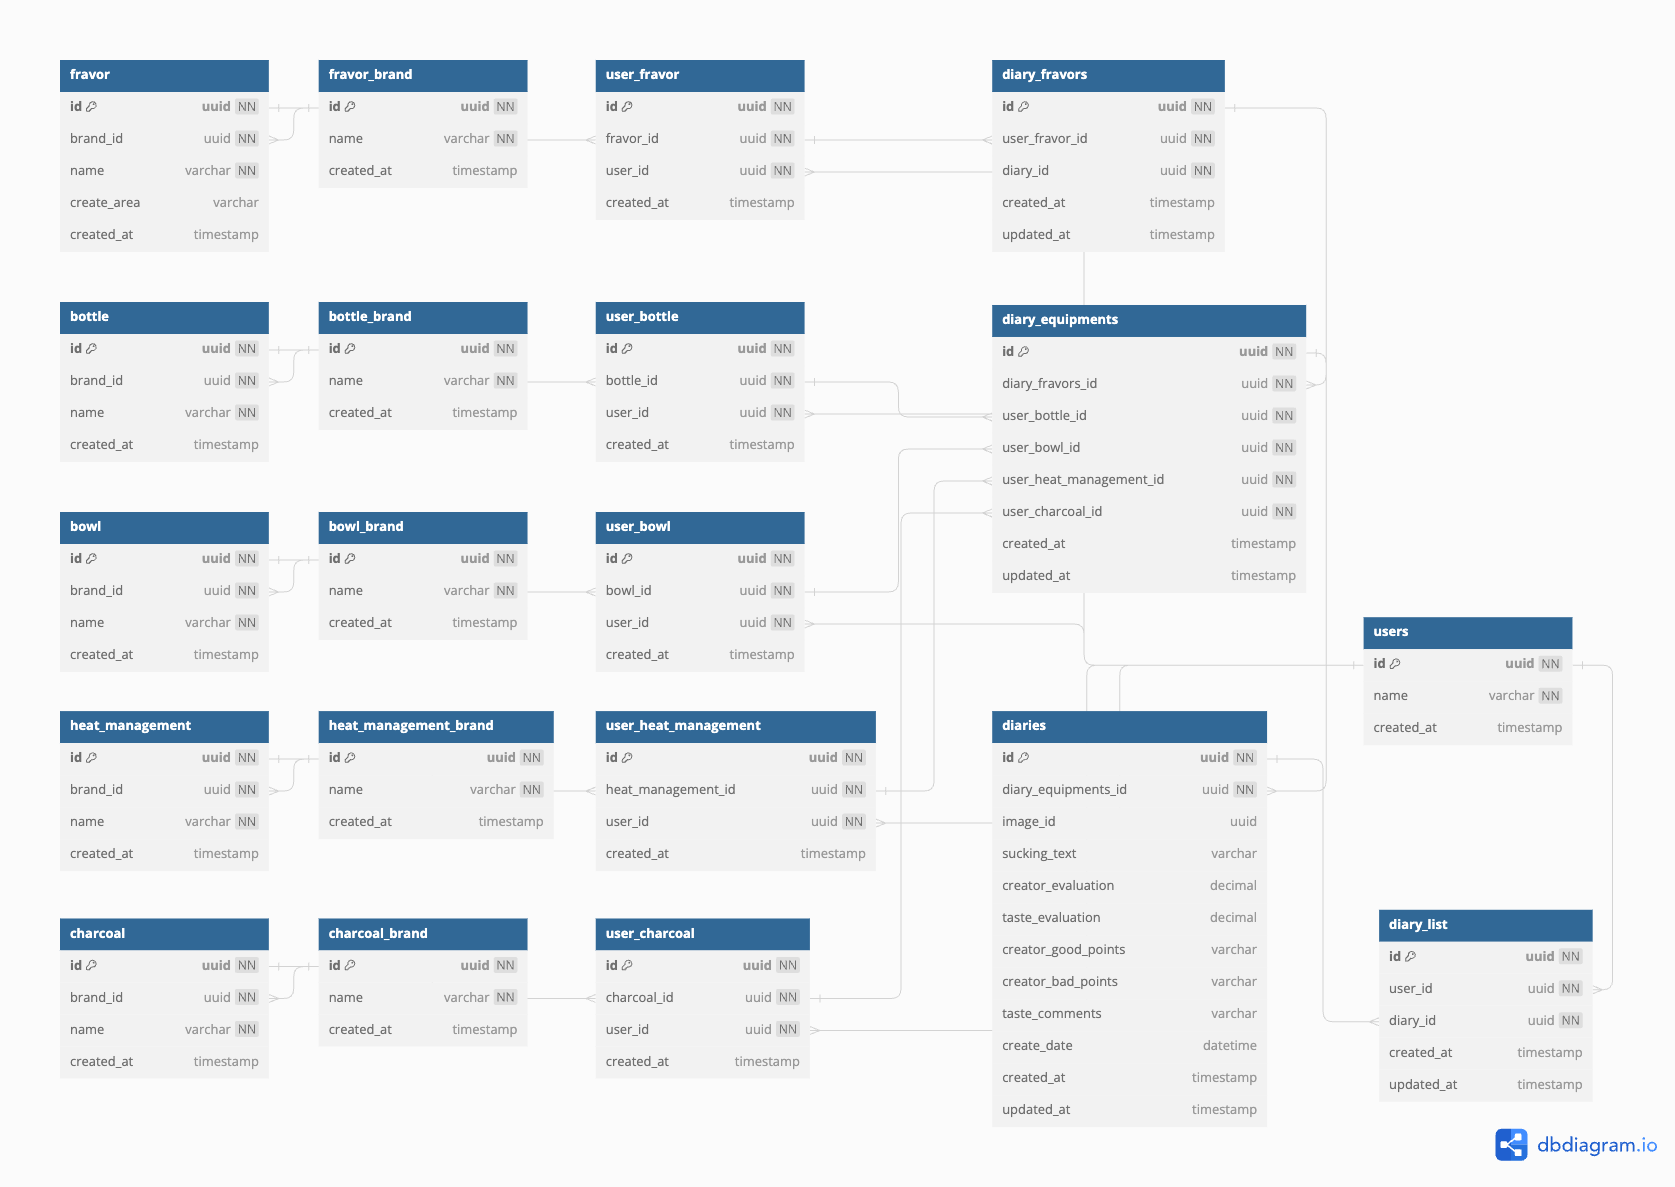 fravor
id uuid NN
brand_id uuid NN
name varchar NN
create_area varchar
created_at timestamp
fravor_brand
id uuid NN
name varchar NN
created_at timestamp
user_fravor
id uuid NN
fravor_id uuid NN
user_id uuid NN
created_at timestamp
diary_fravors
id uuid NN
user_fravor_id uuid NN
diary_id uuid NN
created_at timestamp
updated_at timestamp
bottle
id uuid NN
brand_id uuid NN
name varchar NN
created_at timestamp
bottle_brand
id uuid NN
name varchar NN
created_at timestamp
user_bottle
id uuid NN
bottle_id uuid NN
user_id uuid NN
created_at timestamp
diary_equipments
id uuid NN
diary_fravors_id uuid NN
user_bottle_id uuid NN
user_bowl_id uuid NN
user_heat_management_id uuid NN
user_charcoal_id uuid NN
created_at timestamp
updated_at timestamp
bowl
id uuid NN
brand_id uuid NN
name varchar NN
created_at timestamp
bowl_brand
id uuid NN
name varchar NN
created_at timestamp
user_bowl
id uuid NN
bowl_id uuid NN
user_id uuid NN
created_at timestamp
users
id uuid NN
name varchar NN
created_at timestamp
heat_management
id uuid NN
brand_id uuid NN
name varchar NN
created_at timestamp
heat_management_brand
id uuid NN
name varchar NN
created_at timestamp
user_heat_management
id uuid NN
heat_management_id uuid NN
user_id uuid NN
created_at timestamp
diaries
id uuid NN
diary_equipments_id uuid NN
image_id uuid
sucking_text varchar
creator_evaluation decimal
taste_evaluation decimal
creator_good_points varchar
creator_bad_points varchar
taste_comments varchar
create_date datetime
created_at timestamp
updated_at timestamp
charcoal
id uuid NN
brand_id uuid NN
name varchar NN
created_at timestamp
charcoal_brand
id uuid NN
name varchar NN
created_at timestamp
user_charcoal
id uuid NN
charcoal_id uuid NN
user_id uuid NN
created_at timestamp
diary_list
id uuid NN
user_id uuid NN
diary_id uuid NN
created_at timestamp
updated_at timestamp
dbdiagram.io